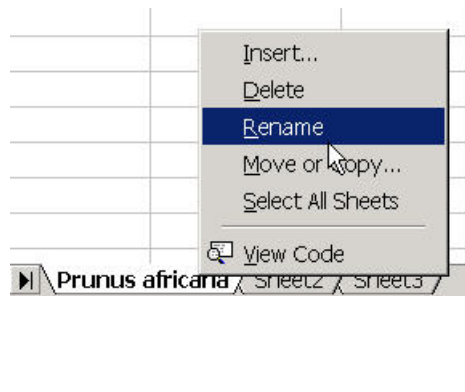 Insert...
Delete
Rename
Move or Copy...
Select All Sheets
View Code
Prunus africana Sheet2 Sheet3